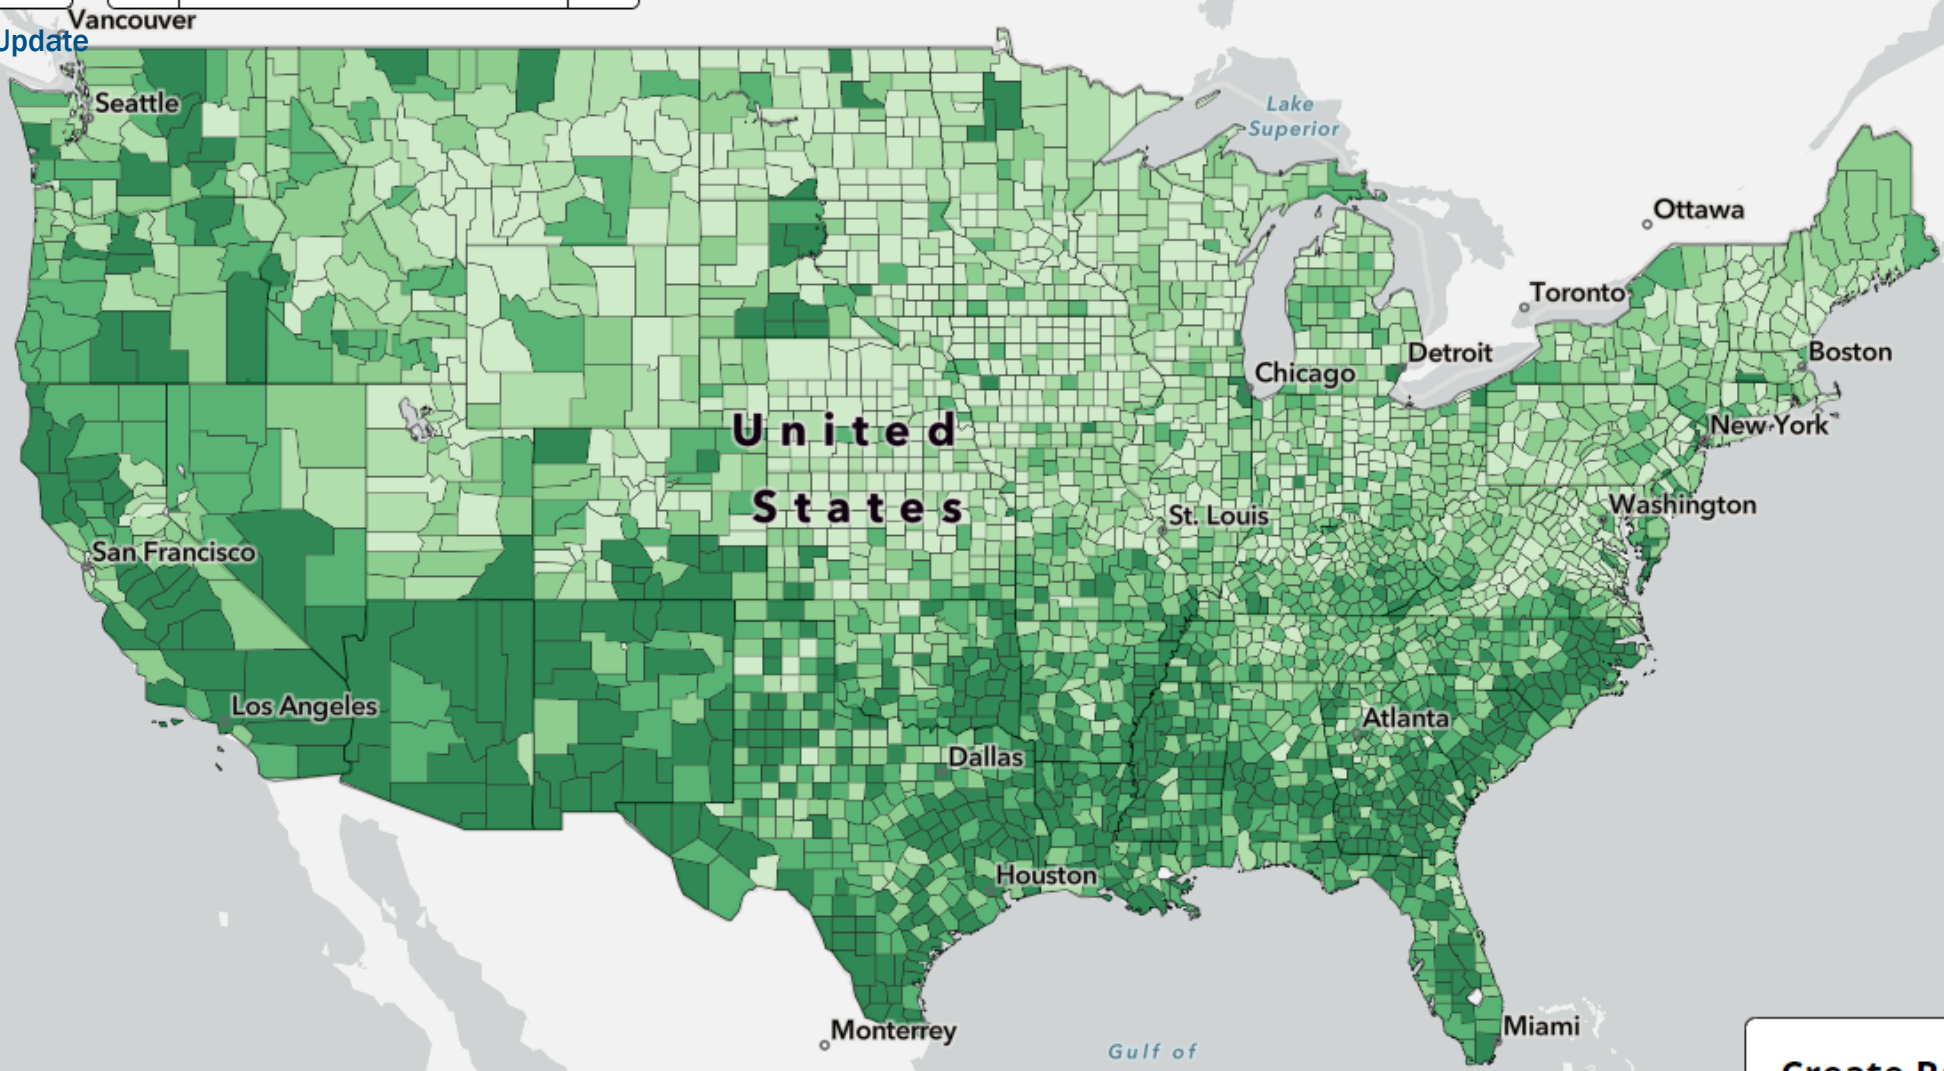 Vancouver
Update
Seattle
Lake
Superior
Ottawa
Toronto
Boston
Detroit
Chicago
New York
United
States
Washington
St. Louis
San Francisco
Los Angeles
Atlanta
Dallas
Houston
Miami
Monterrey
Gulf of